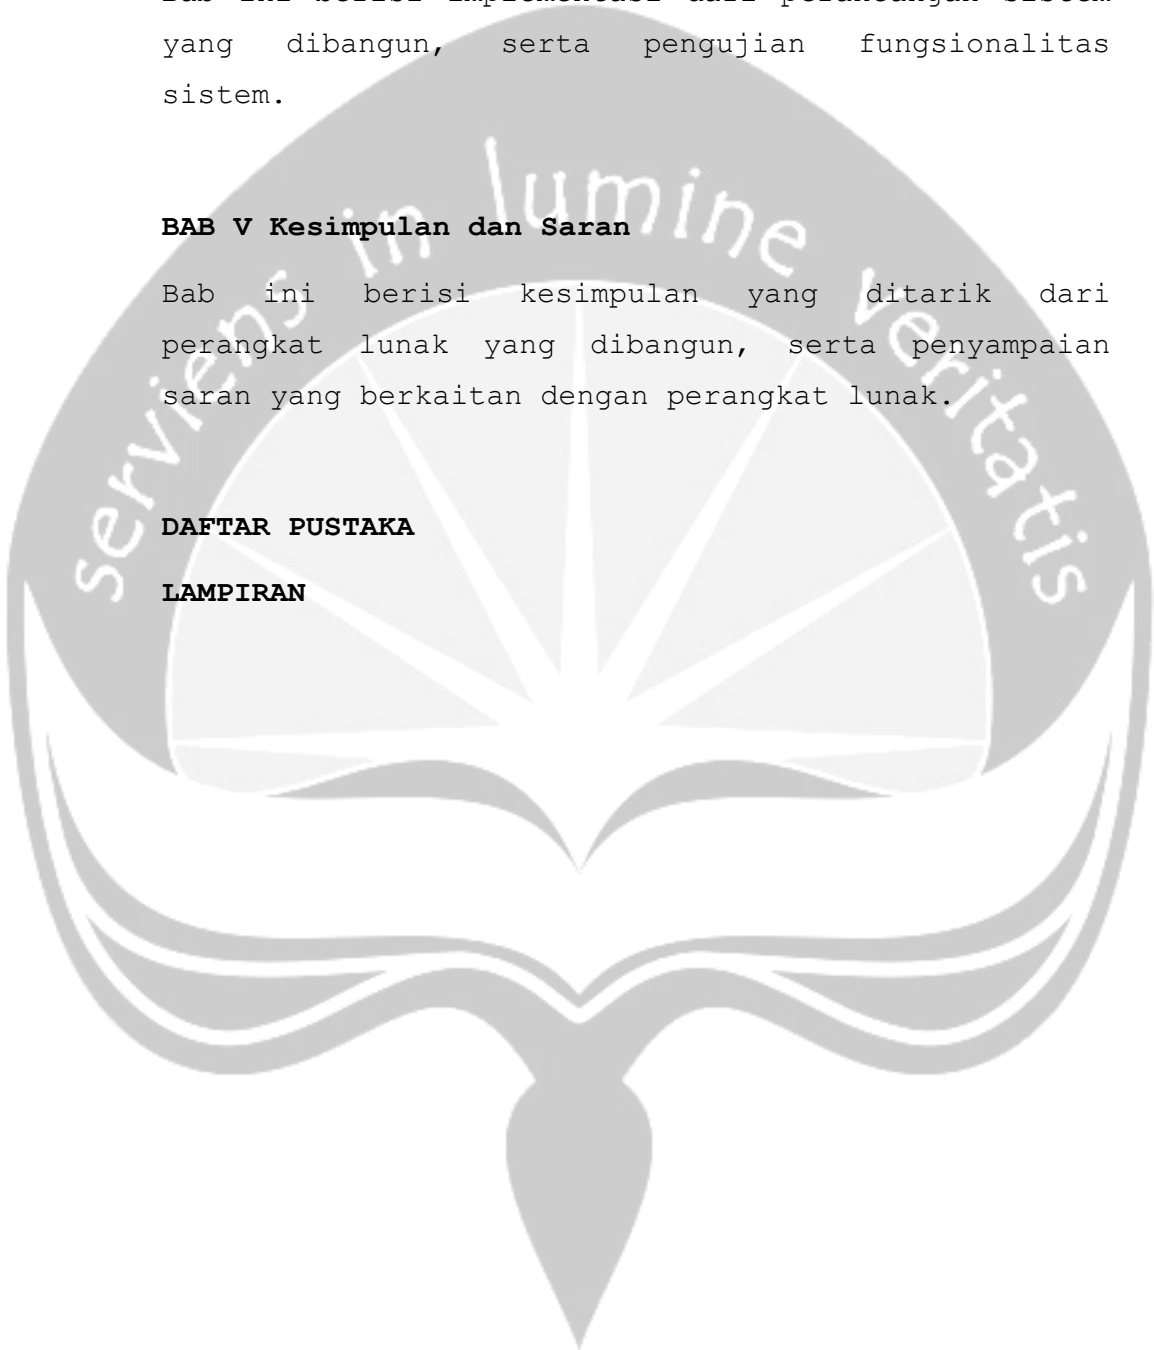 Bab ini berisi implementasi dari perancangan sistem
yang dibangun, serta pengujian fungsionalitas
sistem.
serviens in lumine veritatis
BAB V Kesimpulan dan Saran
Bab ini berisi kesimpulan yang ditarik dari
perangkat lunak yang dibangun, serta penyampaian
saran yang berkaitan dengan perangkat lunak.
DAFTAR PUSTAKA
LAMPIRAN